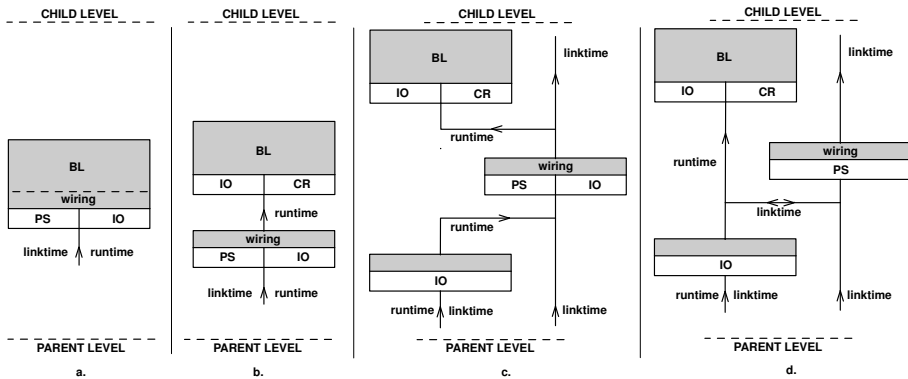 CHILD LEVEL
BL
wiring
PS IO
linktime runtime
PARENT LEVEL
a.
CHILD LEVEL
BL
IO CR
runtime
wiring
PS IO
linktime runtime
PARENT LEVEL
b.
CHILD LEVEL
BL
IO CR
linktime
runtime
wiring
PS IO
runtime
IO
runtime linktime linktime
PARENT LEVEL
c.
CHILD LEVEL
BL
IO CR
linktime
runtime
wiring
PS
linktime
IO
runtime linktime linktime
PARENT LEVEL
d.